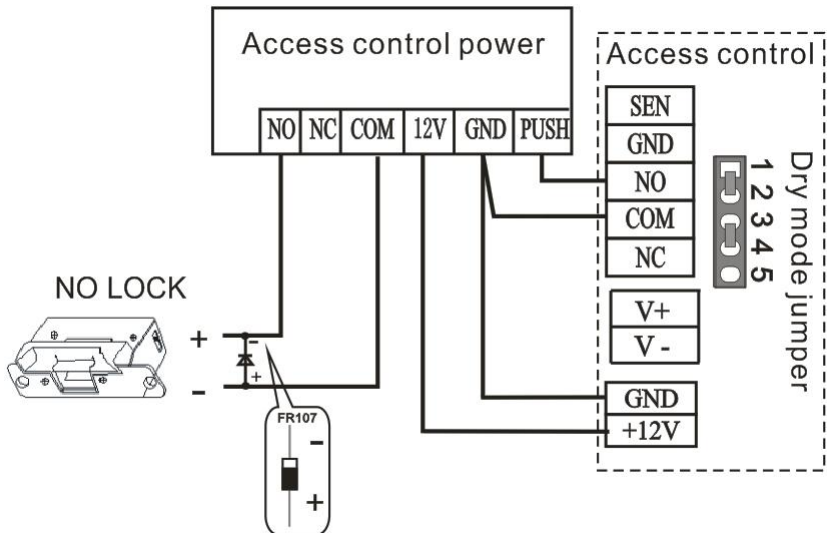 Access control power
NO NC COM 12V GND PUSH
Access control
SEN
GND
NO
COM
NC
V+
V -
GND
+12V
1 2 3 4 5
Dry mode jumper
NO LOCK
+
-
-
+
FR107
-
+